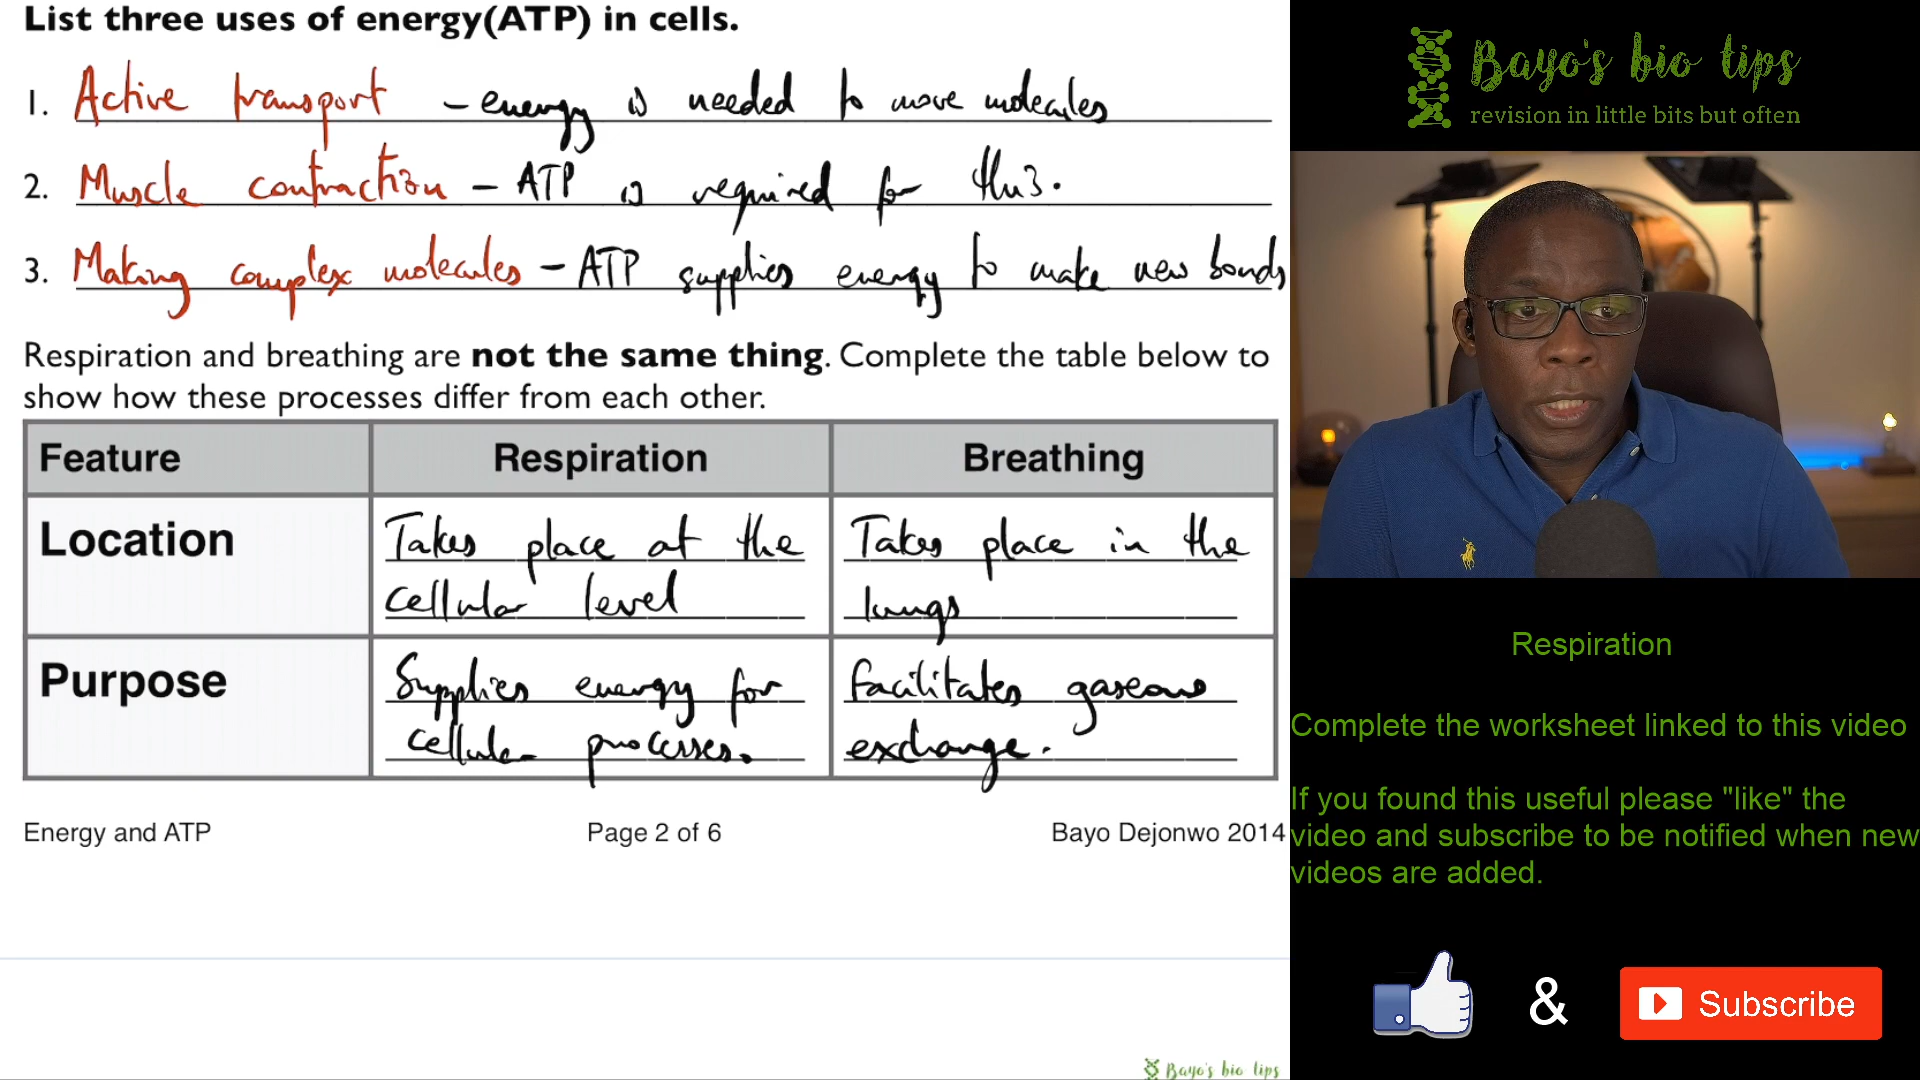 List three uses of energy(ATP) in cells.
1. Active transport - energy is needed to move molecules
2. Muscle contraction - ATP is required for this.
3. Making complex molecules - ATP supplies energy to make new bonds
Respiration and breathing are not the same thing. Complete the table below to
show how these processes differ from each other.
Feature Respiration Breathing
Location
Takes place at the
cellular level
Takes place in the
lungs
Purpose
Supplies energy for
cellular processes.
facilitates gaseous
exchange.
Energy and ATP Page 2 of 6 Bayo Dejonwo 2014
Bayo's bio tips
Bayo's bio tips
revision in little bits but often
Respiration
Complete the worksheet linked to this video
If you found this useful please "like" the
video and subscribe to be notified when new
videos are added.
& Subscribe